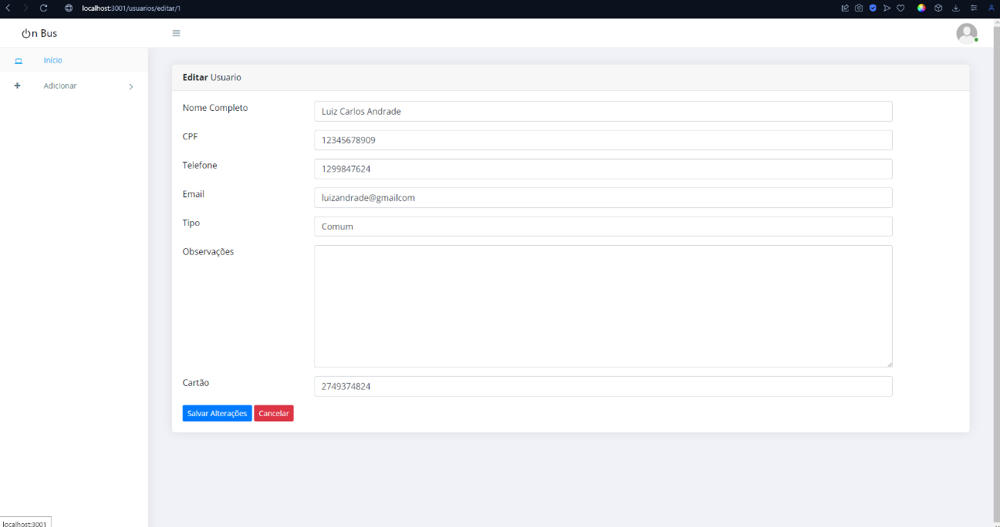 localhost:3001/usuarios/editar/1
On Bus
Início
Adicionar
Editar Usuario
Nome Completo
Luiz Carlos Andrade
CPF
12345678909
Telefone
1299847624
Email
luizandrade@gmailcom
Tipo
Comum
Observações
Cartão
2749374824
Salvar Alterações
Cancelar
localhost:3001